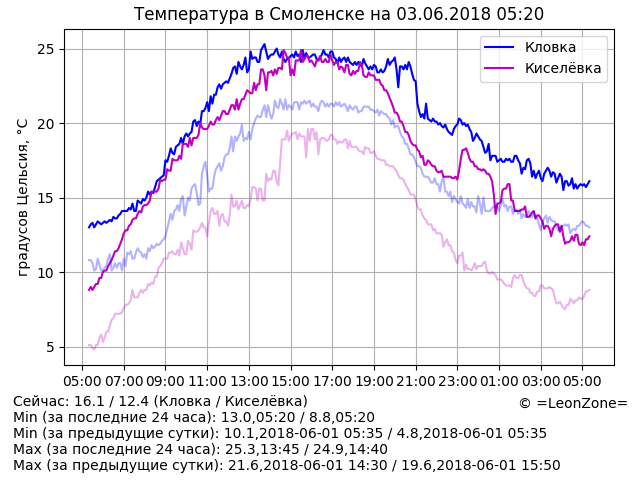 Температура в Смоленске на 03.06.2018 05:20
градусов Цельсия, °C
25
20
15
10
5
Кловка
Киселёвка
05:00 07:00 09:00 11:00 13:00 15:00 17:00 19:00 21:00 23:00 01:00 03:00 05:00
Сейчас: 16.1 / 12.4 (Кловка / Киселёвка)
© =LeonZone=
Min (за последние 24 часа): 13.0,05:20 / 8.8,05:20
Min (за предыдущие сутки): 10.1,2018-06-01 05:35 / 4.8,2018-06-01 05:35
Max (за последние 24 часа): 25.3,13:45 / 24.9,14:40
Max (за предыдущие сутки): 21.6,2018-06-01 14:30 / 19.6,2018-06-01 15:50